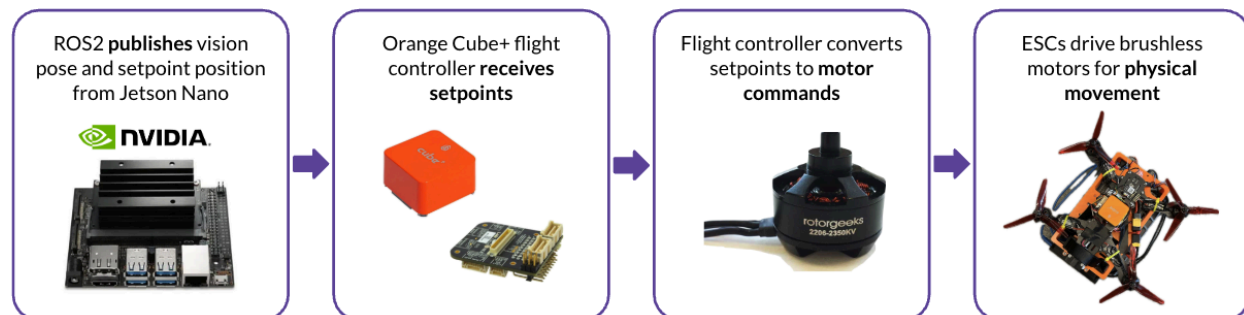 ROS2 publishes vision
pose and setpoint position
from Jetson Nano
NVIDIA.
Orange Cube+ flight
controller receives
setpoints
cube
Flight controller converts
setpoints to motor
commands
rotorgeeks
2206-2350KV
ESCs drive brushless
motors for physical
movement